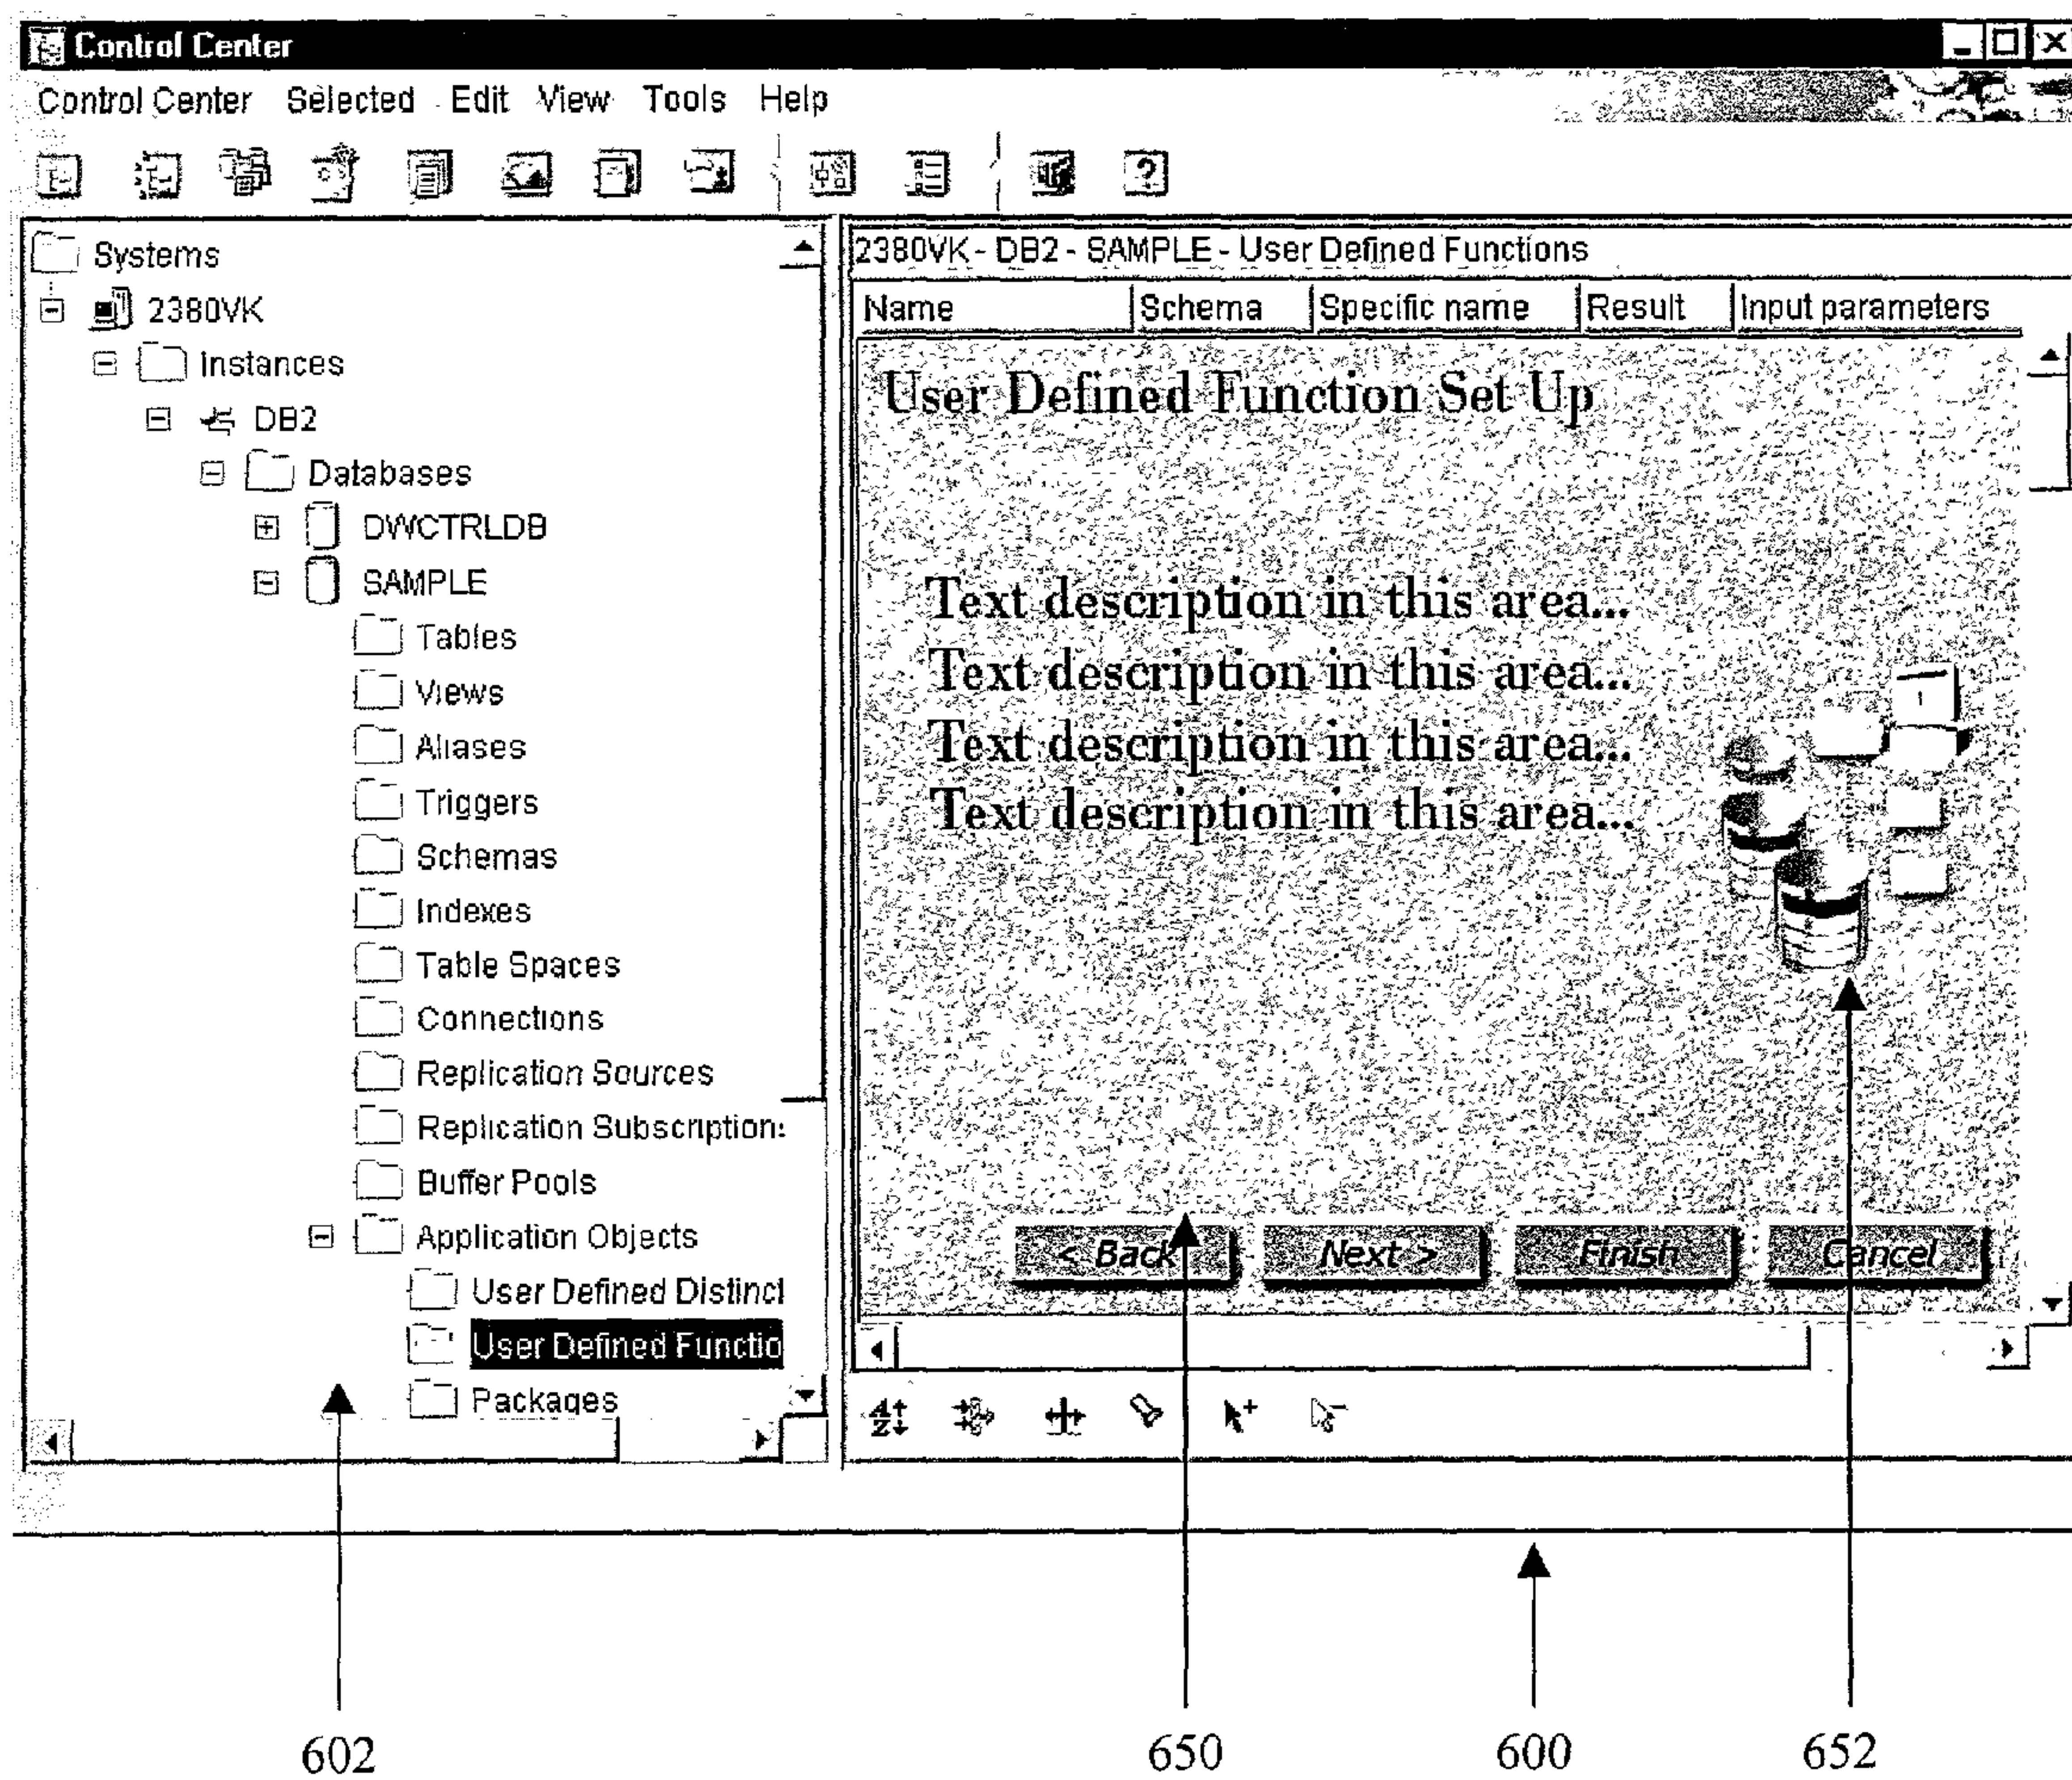 Control Center
Control Center Selected Edit View Tools Help
Systems
2380VK
Instances
DB2
Databases
DWCTRLDB
SAMPLE
Tables
Views
Aliases
Triggers
Schemas
Indexes
Table Spaces
Connections
Replication Sources
Replication Subscription
Buffer Pools
Application Objects
User Defined Distinct
User Defined Functio
Packages
2380VK - DB2 - SAMPLE - User Defined Functions
Name Schema Specific name Result Input parameters
User Defined Function Set Up
Text description in this area...
Text description in this area...
Text description in this area...
Text description in this area...
< Back Next > Finish Cancel
602 650 600 652